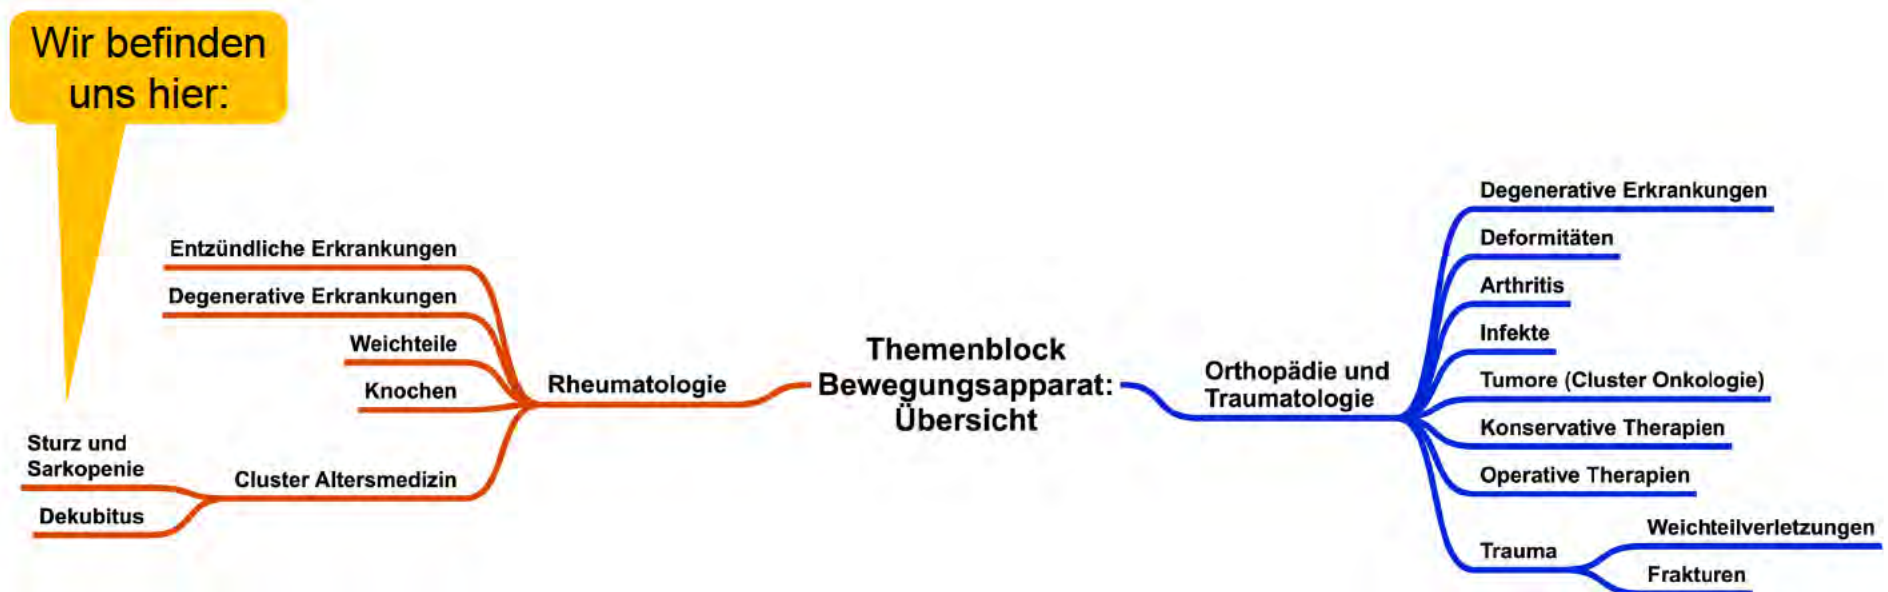 Wir befinden
uns hier:
Entzündliche Erkrankungen
Degenerative Erkrankungen
Weichteile
Knochen
Sturz und
Sarkopenie
Dekubitus
Cluster Altersmedizin
Rheumatologie
Themenblock
Bewegungsapparat:
Übersicht
Orthopädie und
Traumatologie
Degenerative Erkrankungen
Deformitäten
Arthritis
Infekte
Tumore (Cluster Onkologie)
Konservative Therapien
Operative Therapien
Trauma
Weichteilverletzungen
Frakturen